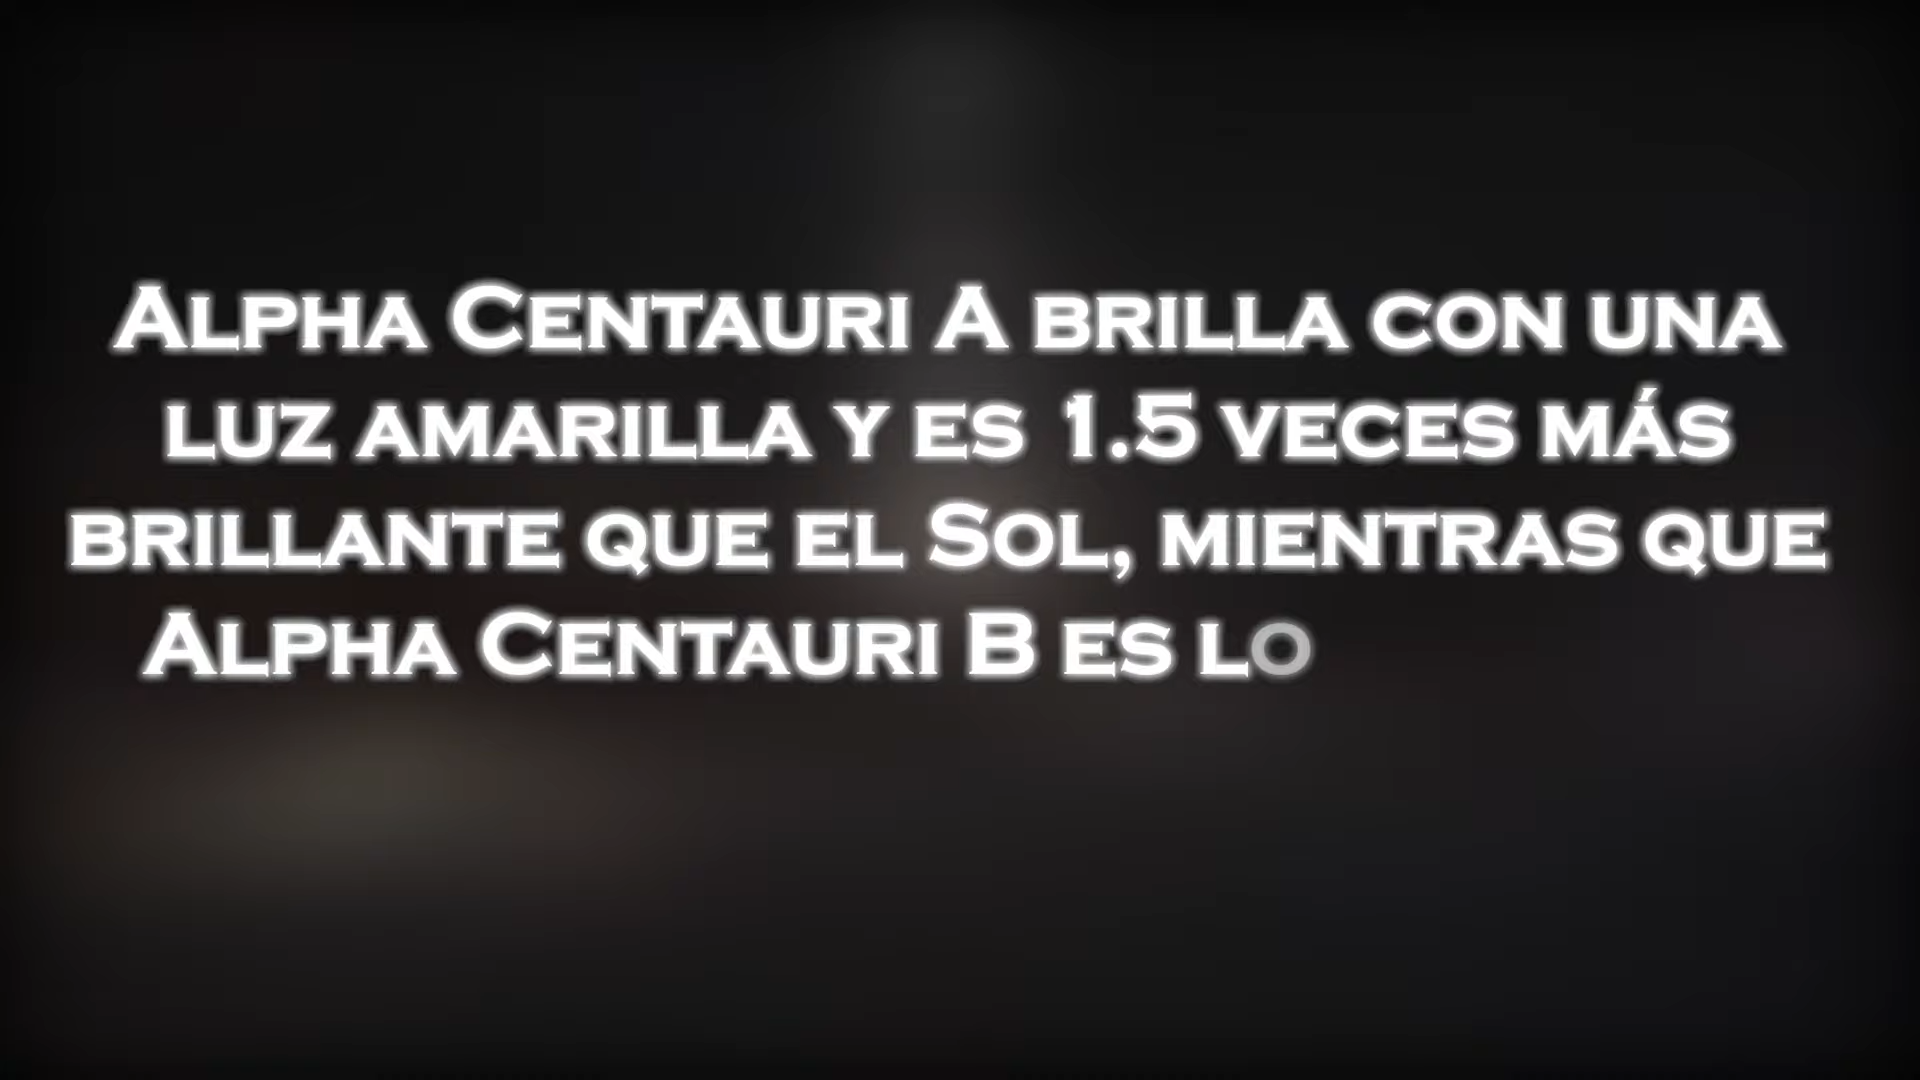 Alpha Centauri A brilla con una
luz amarilla y es 1.5 veces más
brillante que el Sol, mientras que
Alpha Centauri B es lo